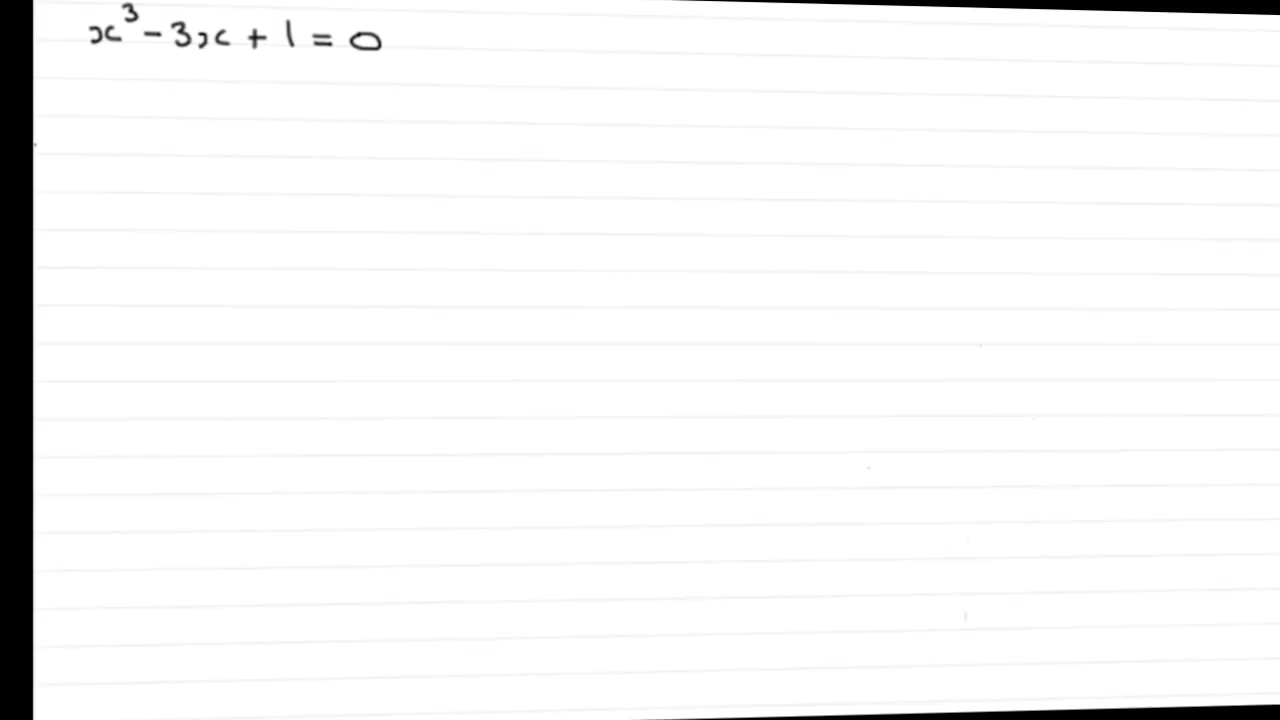 x³ - 3x + 1 = 0